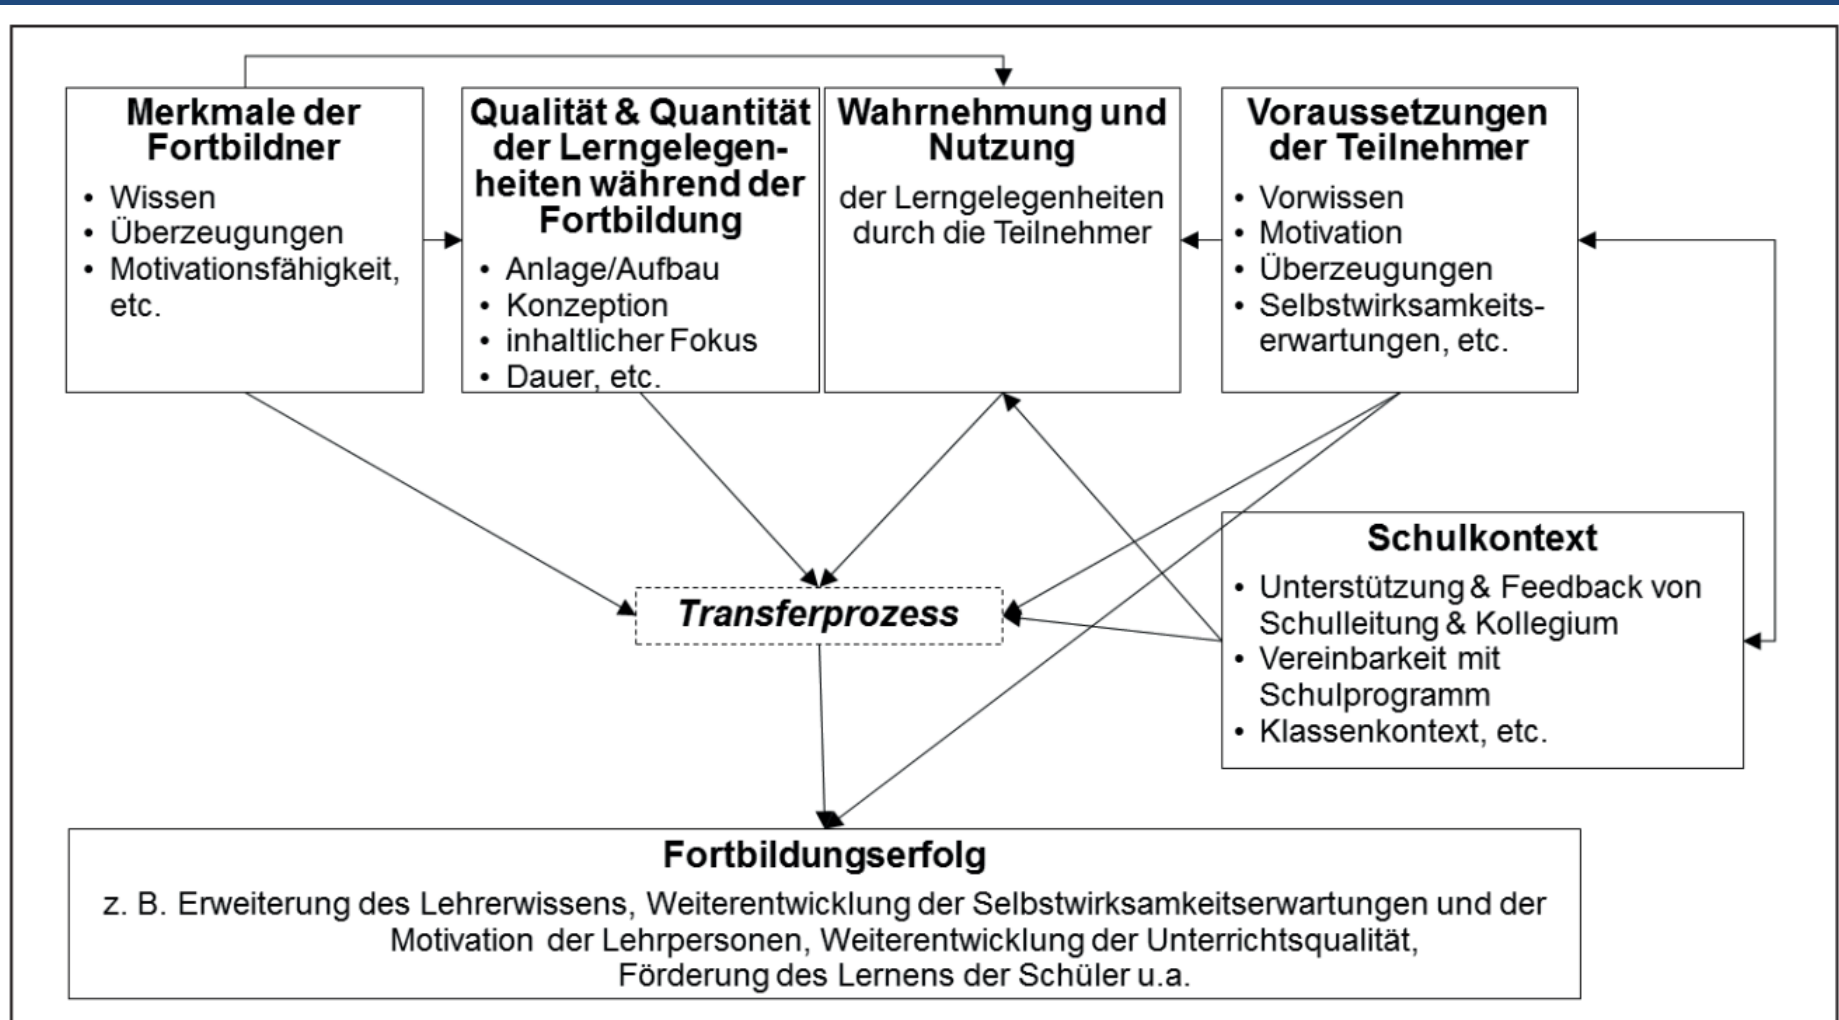 Merkmale der
Fortbildner
• Wissen
• Überzeugungen
• Motivationsfähigkeit,
etc.
Qualität & Quantität
der Lerngelegen-
heiten während der
Fortbildung
• Anlage/Aufbau
• Konzeption
• inhaltlicher Fokus
• Dauer, etc.
Wahrnehmung und
Nutzung
der Lerngelegenheiten
durch die Teilnehmer
Voraussetzungen
der Teilnehmer
• Vorwissen
• Motivation
• Überzeugungen
• Selbstwirksamkeits-
erwartungen, etc.
Schulkontext
• Unterstützung & Feedback von
Schulleitung & Kollegium
• Vereinbarkeit mit
Schulprogramm
• Klassenkontext, etc.
Transferprozess
Fortbildungserfolg
z. B. Erweiterung des Lehrerwissens, Weiterentwicklung der Selbstwirksamkeitserwartungen und der
Motivation der Lehrpersonen, Weiterentwicklung der Unterrichtsqualität,
Förderung des Lernens der Schüler u.a.